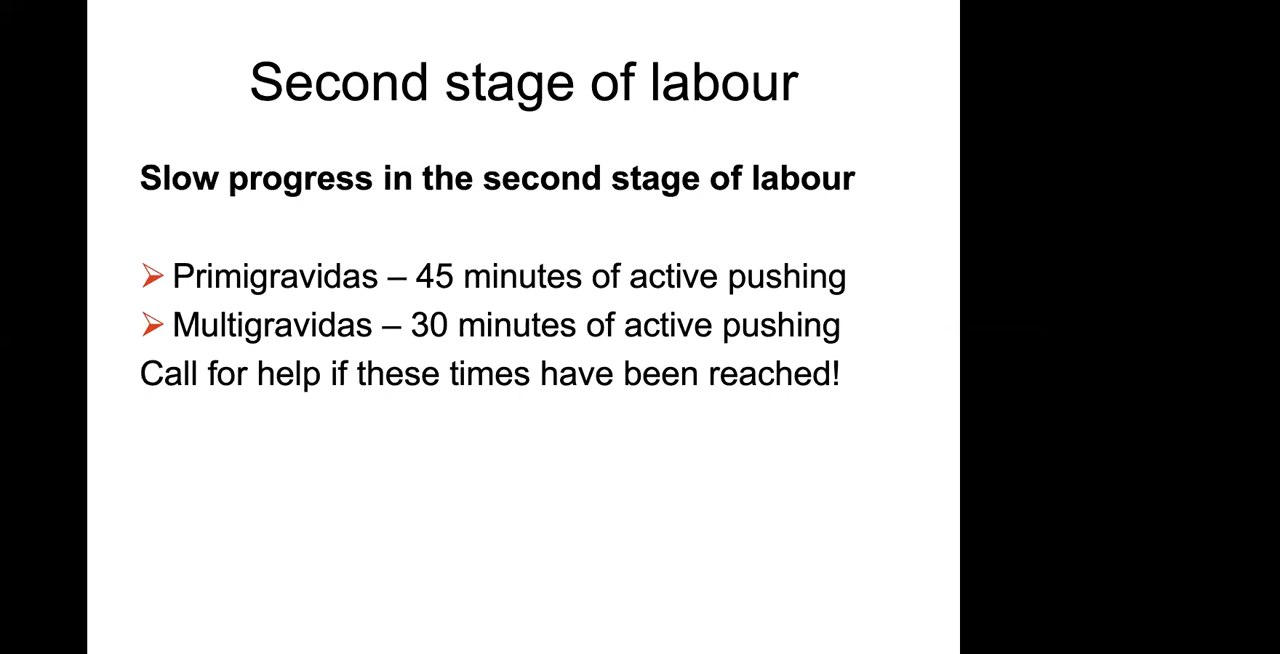 Second stage of labour
Slow progress in the second stage of labour
➢ Primigravidas – 45 minutes of active pushing
➢ Multigravidas – 30 minutes of active pushing
Call for help if these times have been reached!